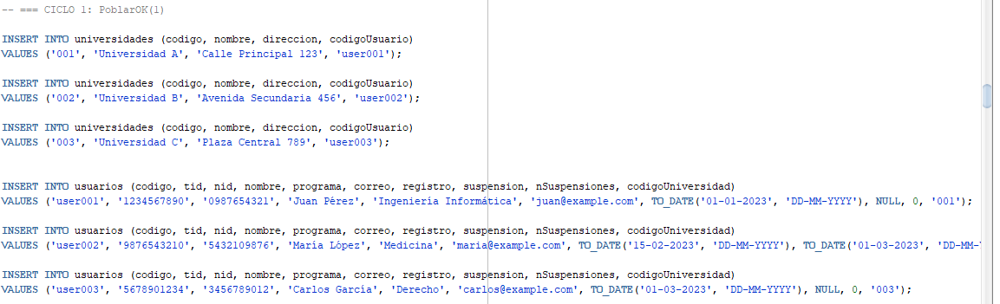 -- === CICLO 1: PoblarOK(1)
INSERT INTO universidades (codigo, nombre, direccion, codigoUsuario)
VALUES ('001', 'Universidad A', 'Calle Principal 123', 'user001');
INSERT INTO universidades (codigo, nombre, direccion, codigoUsuario)
VALUES ('002', 'Universidad B', 'Avenida Secundaria 456', 'user002');
INSERT INTO universidades (codigo, nombre, direccion, codigoUsuario)
VALUES ('003', 'Universidad C', 'Plaza Central 789', 'user003');
INSERT INTO usuarios (codigo, tid, nid, nombre, programa, correo, registro, suspension, nSuspensiones, codigoUniversidad)
VALUES ('user001', '1234567890', '0987654321', 'Juan Pérez', 'Ingeniería Informática', 'juan@example.com', TO_DATE('01-01-2023', 'DD-MM-YYYY'), NULL, 0, '001');
INSERT INTO usuarios (codigo, tid, nid, nombre, programa, correo, registro, suspension, nSuspensiones, codigoUniversidad)
VALUES ('user002', '9876543210', '5432109876', 'María López', 'Medicina', 'maria@example.com', TO_DATE('15-02-2023', 'DD-MM-YYYY'), TO_DATE('01-03-2023', 'DD-MM-
INSERT INTO usuarios (codigo, tid, nid, nombre, programa, correo, registro, suspension, nSuspensiones, codigoUniversidad)
VALUES ('user003', '5678901234', '3456789012', 'Carlos García', 'Derecho', 'carlos@example.com', TO_DATE('01-03-2023', 'DD-MM-YYYY'), NULL, 0, '003');